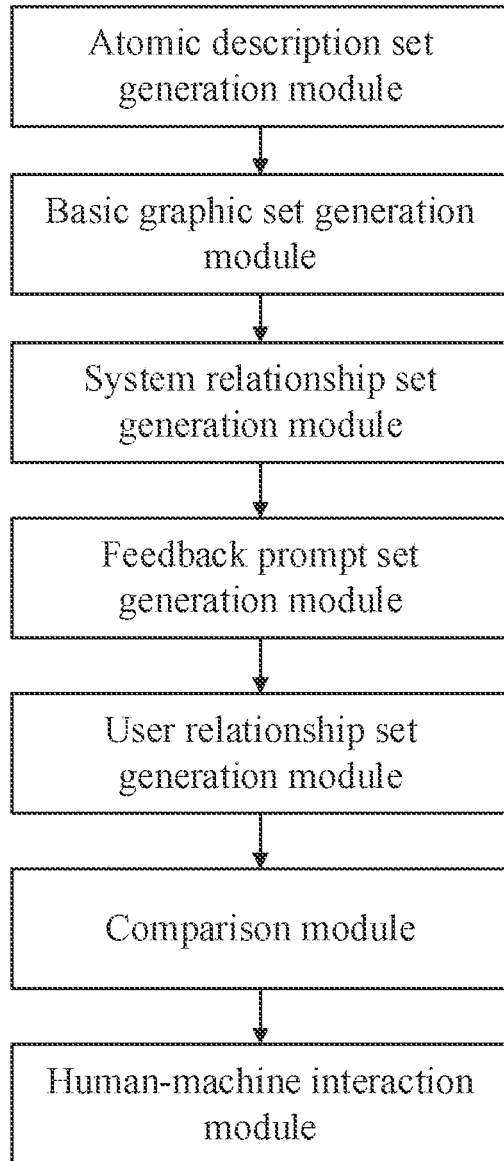 Atomic description set
generation module
Basic graphic set generation
module
System relationship set
generation module
Feedback prompt set
generation module
User relationship set
generation module
Comparison module
Human-machine interaction
module